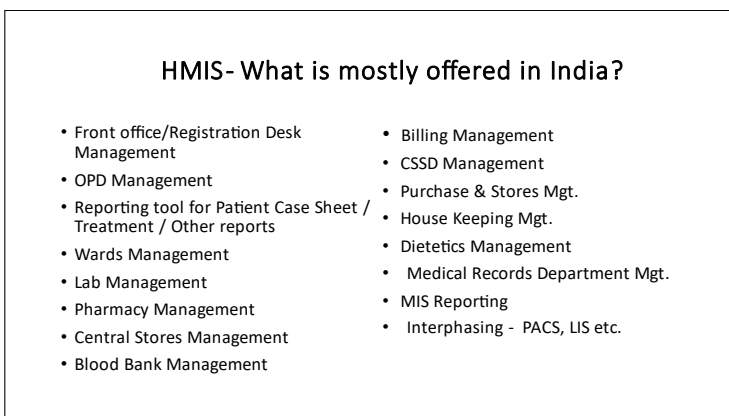 HMIS- What is mostly offered in India?
• Front office/Registration Desk
Management
• OPD Management
• Reporting tool for Patient Case Sheet /
Treatment / Other reports
• Wards Management
• Lab Management
• Pharmacy Management
• Central Stores Management
• Blood Bank Management
• Billing Management
• CSSD Management
• Purchase & Stores Mgt.
• House Keeping Mgt.
• Dietetics Management
• Medical Records Department Mgt.
• MIS Reporting
• Interphasing - PACS, LIS etc.